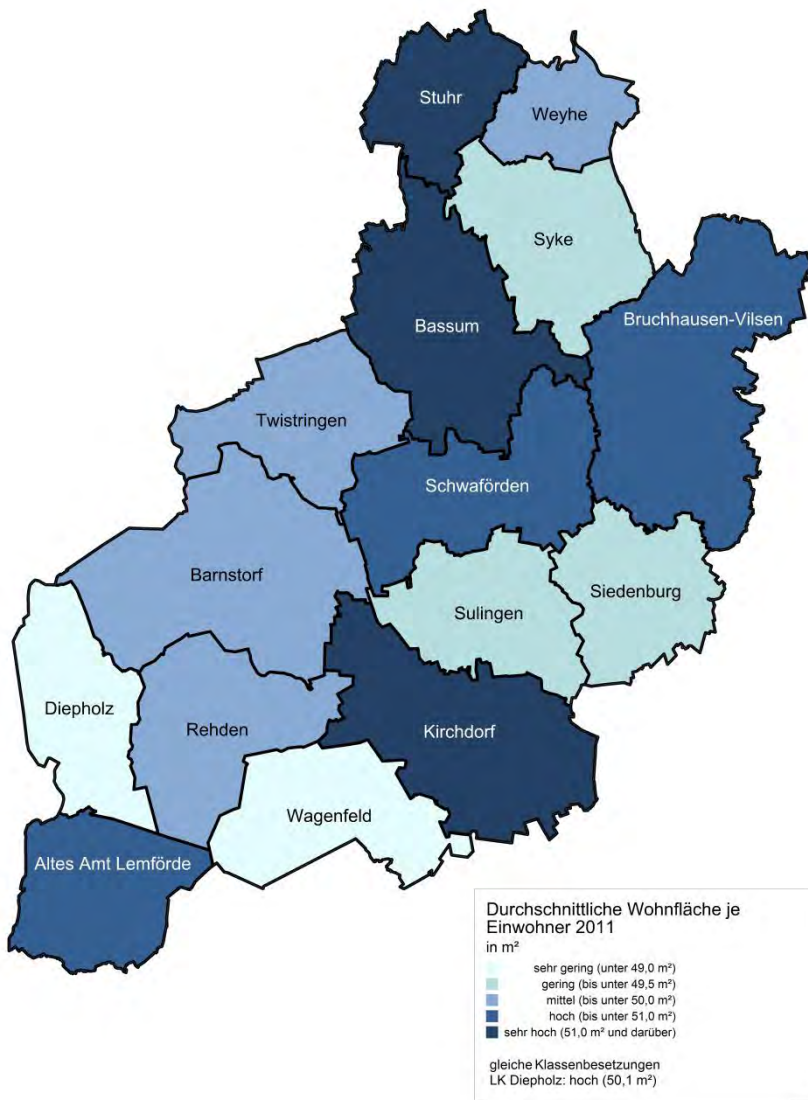 Stuhr
Weyhe
Syke
Bruchhausen-Vilsen
Bassum
Twistringen
Schwaförden
Barnstorf
Siedenburg
Sulingen
Diepholz
Rehden
Kirchdorf
Wagenfeld
Altes Amt Lemförde
Durchschnittliche Wohnfläche je
Einwohner 2011
in m²
sehr gering (unter 49,0 m²)
gering (bis unter 49,5 m²)
mittel (bis unter 50,0 m²)
hoch (bis unter 51,0 m²)
sehr hoch (51,0 m² und darüber)
gleiche Klassenbesetzungen
LK Diepholz: hoch (50,1 m²)